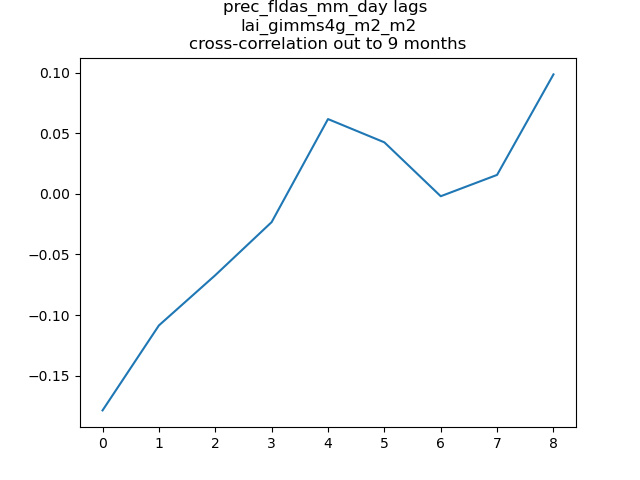 prec_fldas_mm_day lags
lai_gimms4g_m2_m2
cross-correlation out to 9 months
0.10
0.05
0.00
−0.05
−0.10
−0.15
0 1 2 3 4 5 6 7 8